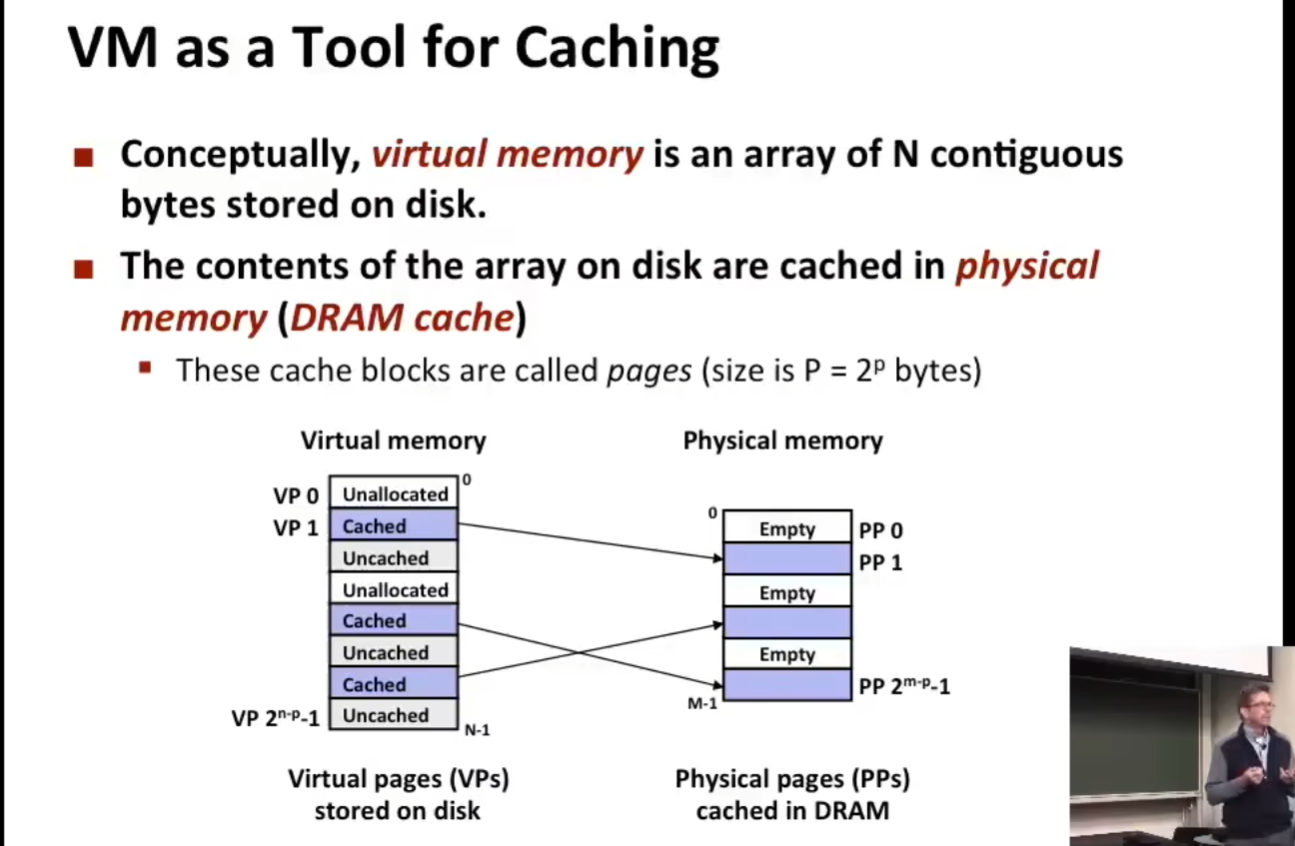 VM as a Tool for Caching
■ Conceptually, virtual memory is an array of N contiguous
bytes stored on disk.
■ The contents of the array on disk are cached in physical
memory (DRAM cache)
▪ These cache blocks are called pages (size is P = 2ᵖ bytes)
Virtual memory
Physical memory
VP 0 Unallocated 0
VP 1 Cached
Uncached
Unallocated
Cached
Uncached
Cached
VP 2ⁿ⁻ᵖ-1 Uncached N-1
0 Empty PP 0
PP 1
Empty
Empty
M-1 PP 2ᵐ⁻ᵖ-1
Virtual pages (VPs)
stored on disk
Physical pages (PPs)
cached in DRAM